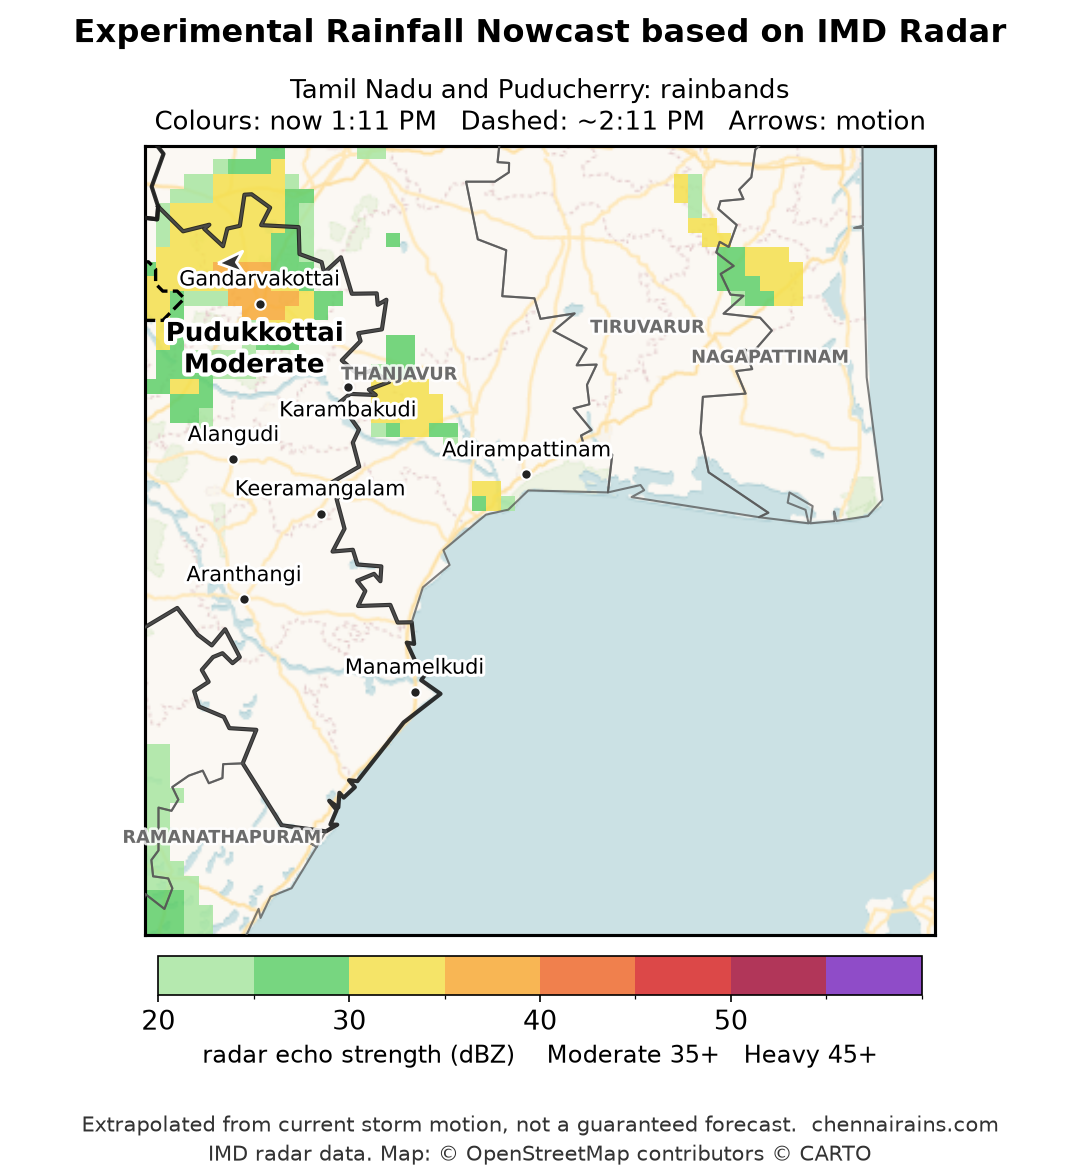 Experimental Rainfall Nowcast based on IMD Radar
Tamil Nadu and Puducherry: rainbands
Colours: now 1:11 PM   Dashed: ~2:11 PM   Arrows: motion
Gandarvakottai
Pudukkottai
Moderate
TIRUVARUR
NAGAPATTINAM
THANJAVUR
Karambakudi
Alangudi
Adirampattinam
Keeramangalam
Aranthangi
Manamelkudi
RAMANATHAPURAM
20 30 40 50
radar echo strength (dBZ)   Moderate 35+   Heavy 45+
Extrapolated from current storm motion, not a guaranteed forecast.  chennairains.com
IMD radar data. Map: © OpenStreetMap contributors © CARTO